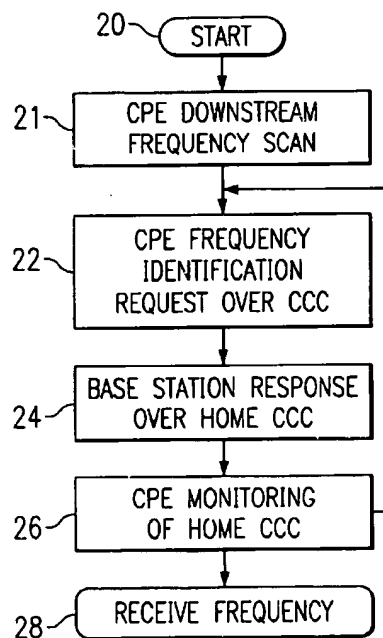 20
START
21
CPE DOWNSTREAM
FREQUENCY SCAN
22
CPE FREQUENCY
IDENTIFICATION
REQUEST OVER CCC
24
BASE STATION RESPONSE
OVER HOME CCC
26
CPE MONITORING
OF HOME CCC
28
RECEIVE FREQUENCY